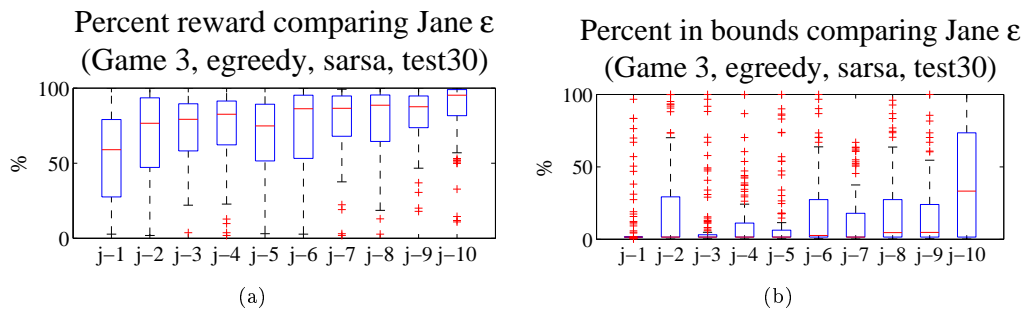 Percent reward comparing Jane ε
(Game 3, egreedy, sarsa, test30)
100
50
0
%
j−1 j−2 j−3 j−4 j−5 j−6 j−7 j−8 j−9 j−10
(a)
Percent in bounds comparing Jane ε
(Game 3, egreedy, sarsa, test30)
100
50
0
%
j−1 j−2 j−3 j−4 j−5 j−6 j−7 j−8 j−9 j−10
(b)